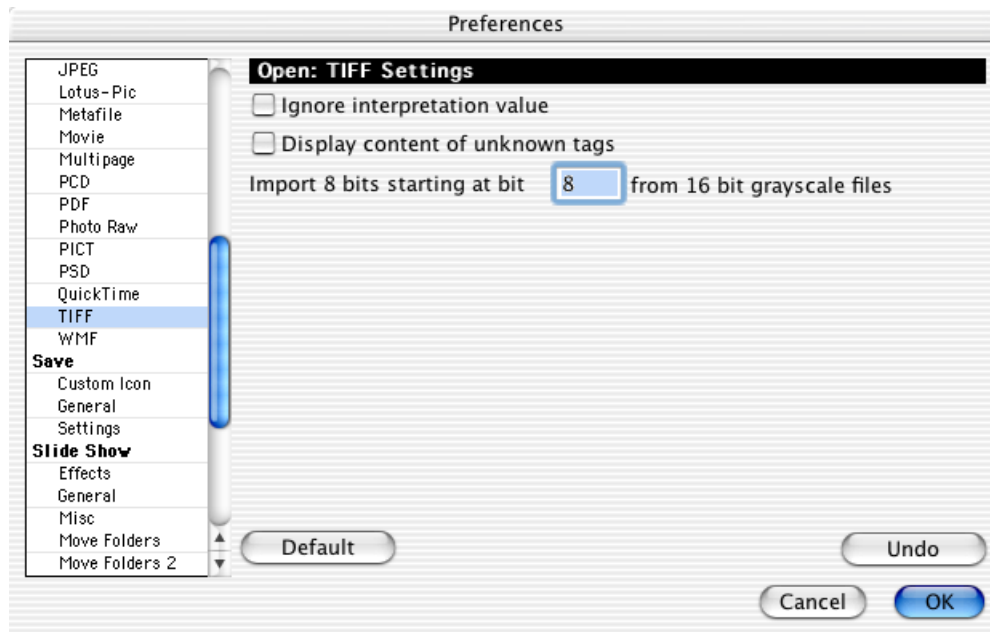 Preferences
JPEG
Lotus-Pic
Metafile
Movie
Multipage
PCD
PDF
Photo Raw
PICT
PSD
QuickTime
TIFF
WMF
Save
Custom Icon
General
Settings
Slide Show
Effects
General
Misc
Move Folders
Move Folders 2
Open: TIFF Settings
Ignore interpretation value
Display content of unknown tags
Import 8 bits starting at bit 8 from 16 bit grayscale files
Default
Undo
Cancel
OK